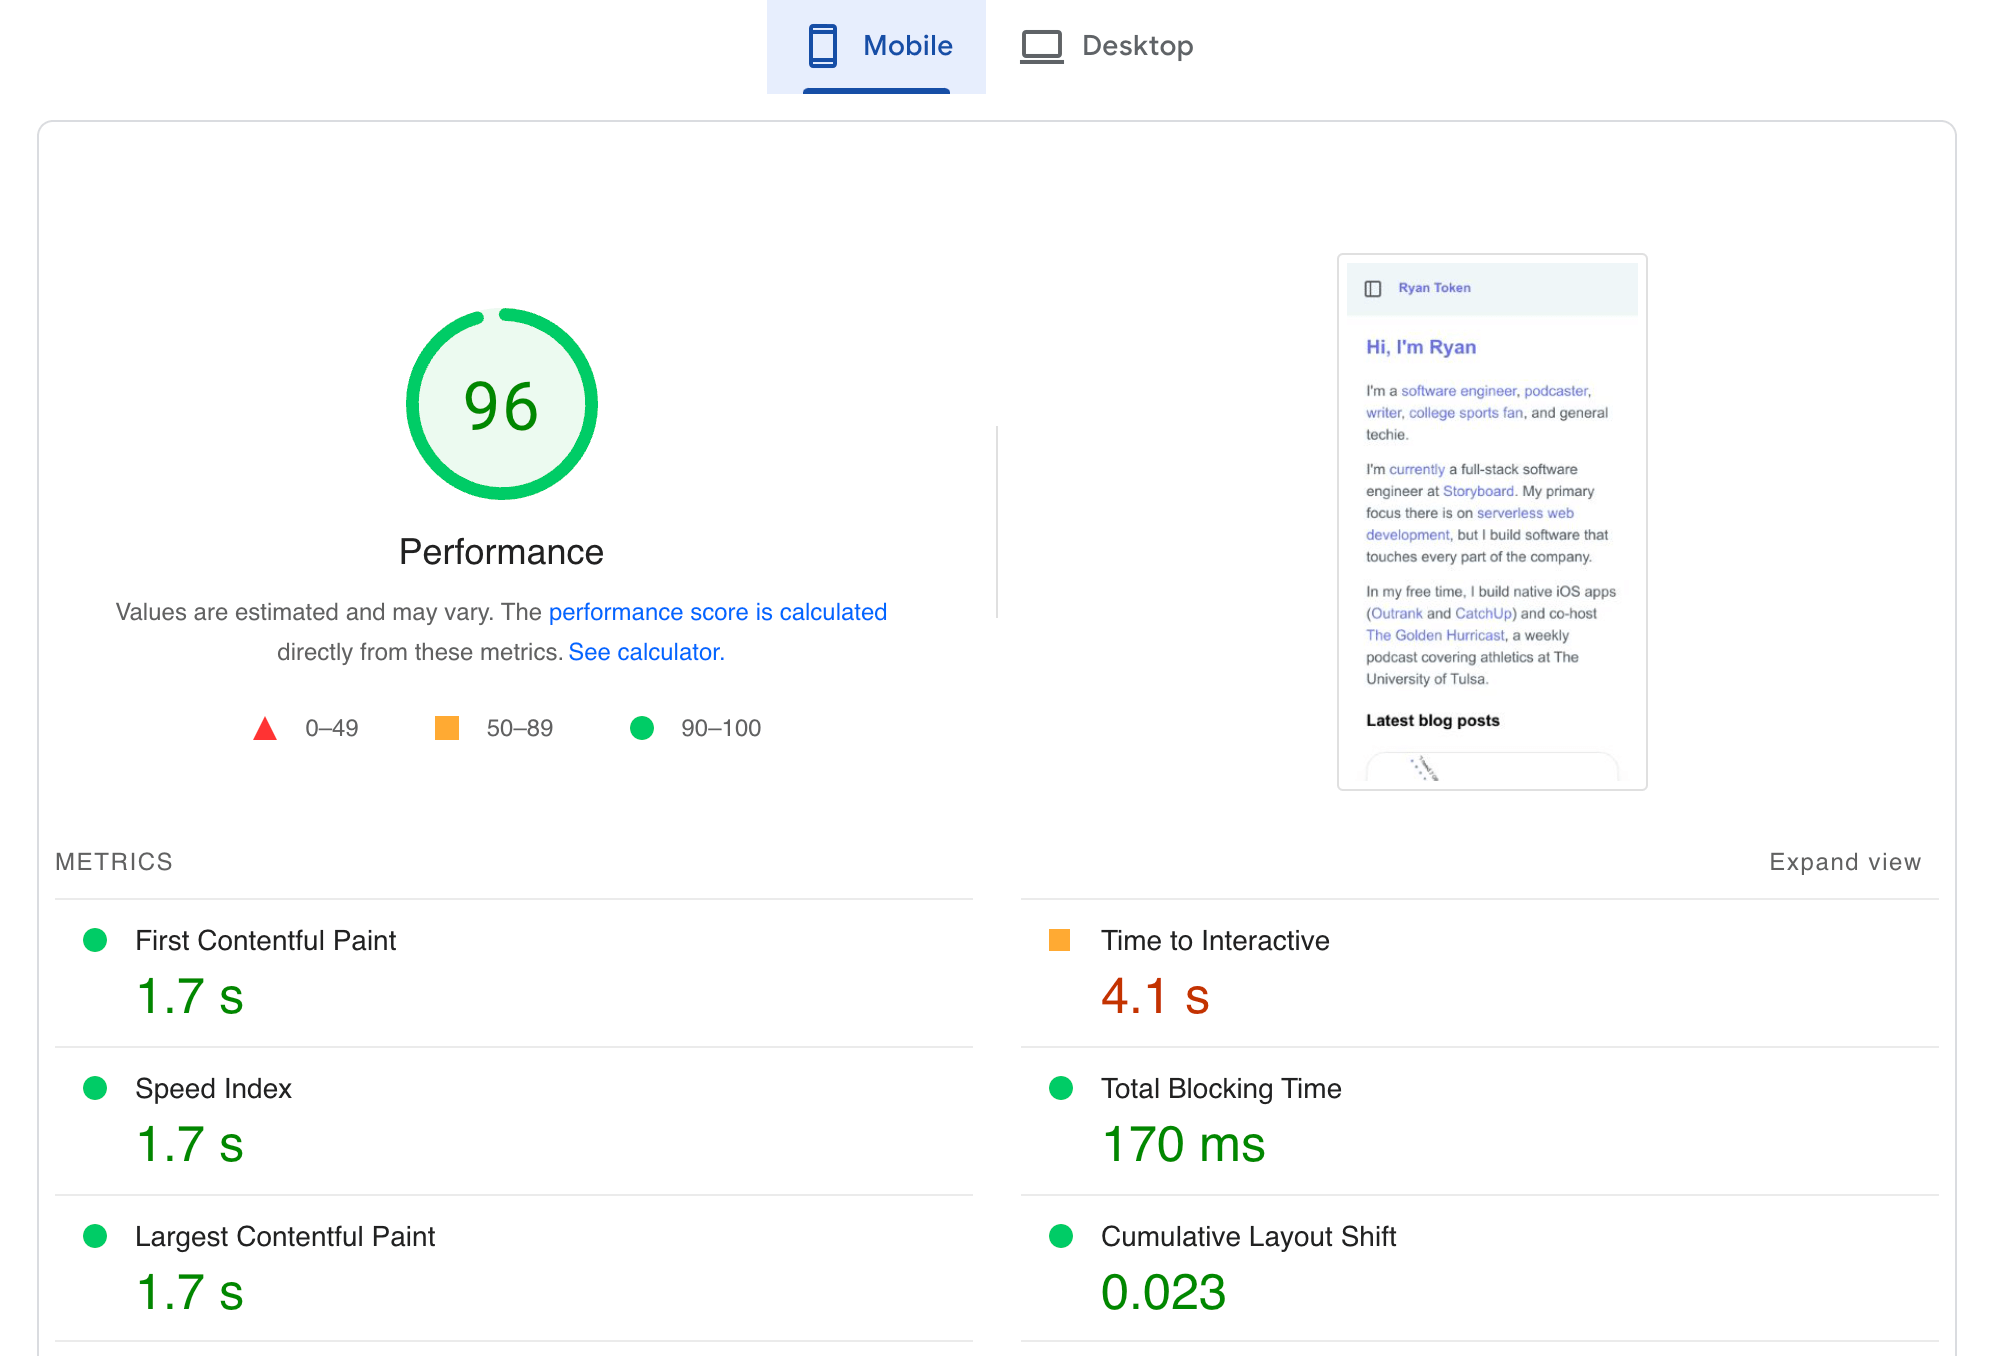 Mobile
Desktop
96
Performance
Values are estimated and may vary. The performance score is calculated
directly from these metrics. See calculator.
0–49
50–89
90–100
Ryan Token
Hi, I'm Ryan
I'm a software engineer, podcaster,
writer, college sports fan, and general
techie.
I'm currently a full-stack software
engineer at Storyboard. My primary
focus there is on serverless web
development, but I build software that
touches every part of the company.
In my free time, I build native iOS apps
(Outrank and CatchUp) and co-host
The Golden Hurricast, a weekly
podcast covering athletics at The
University of Tulsa.
Latest blog posts
METRICS
Expand view
First Contentful Paint
1.7 s
Time to Interactive
4.1 s
Speed Index
1.7 s
Total Blocking Time
170 ms
Largest Contentful Paint
1.7 s
Cumulative Layout Shift
0.023